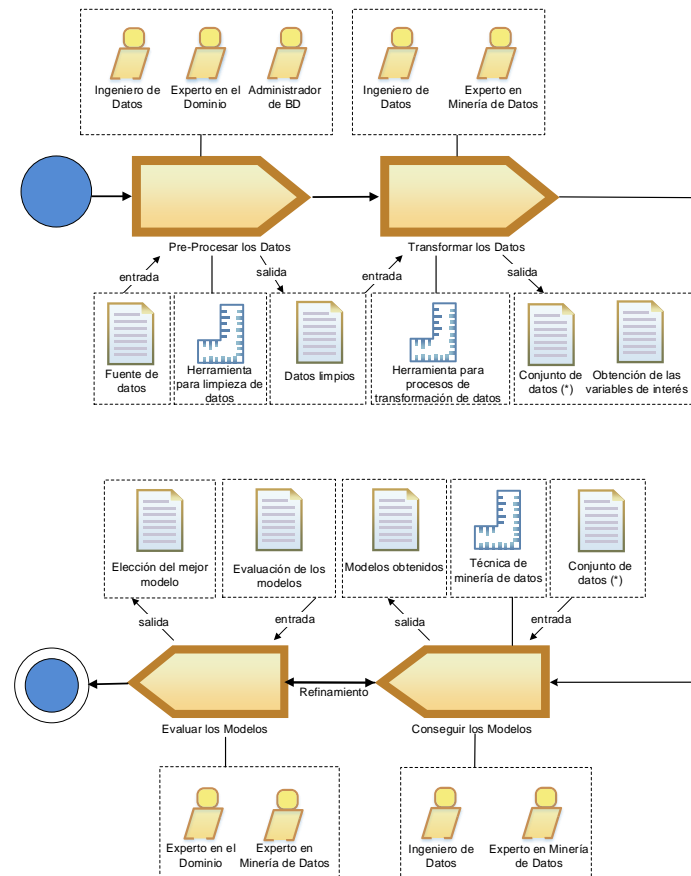 Ingeniero de
Datos
Experto en el
Dominio
Administrador
de BD
Ingeniero de
Datos
Experto en
Minería de Datos
Pre-Procesar los Datos
Transformar los Datos
entrada
salida
entrada
salida
Fuente de
datos
Herramienta
para limpieza de
datos
Datos limpios
Herramienta para
procesos de
transformación de datos
Conjunto de
datos (*)
Obtención de las
variables de interés
Elección del mejor
modelo
Evaluación de los
modelos
Modelos obtenidos
Técnica de
minería de datos
Conjunto de
datos (*)
salida
entrada
salida
entrada
Refinamiento
Evaluar los Modelos
Conseguir los Modelos
Experto en el
Dominio
Experto en
Minería de Datos
Ingeniero de
Datos
Experto en Minería
de Datos